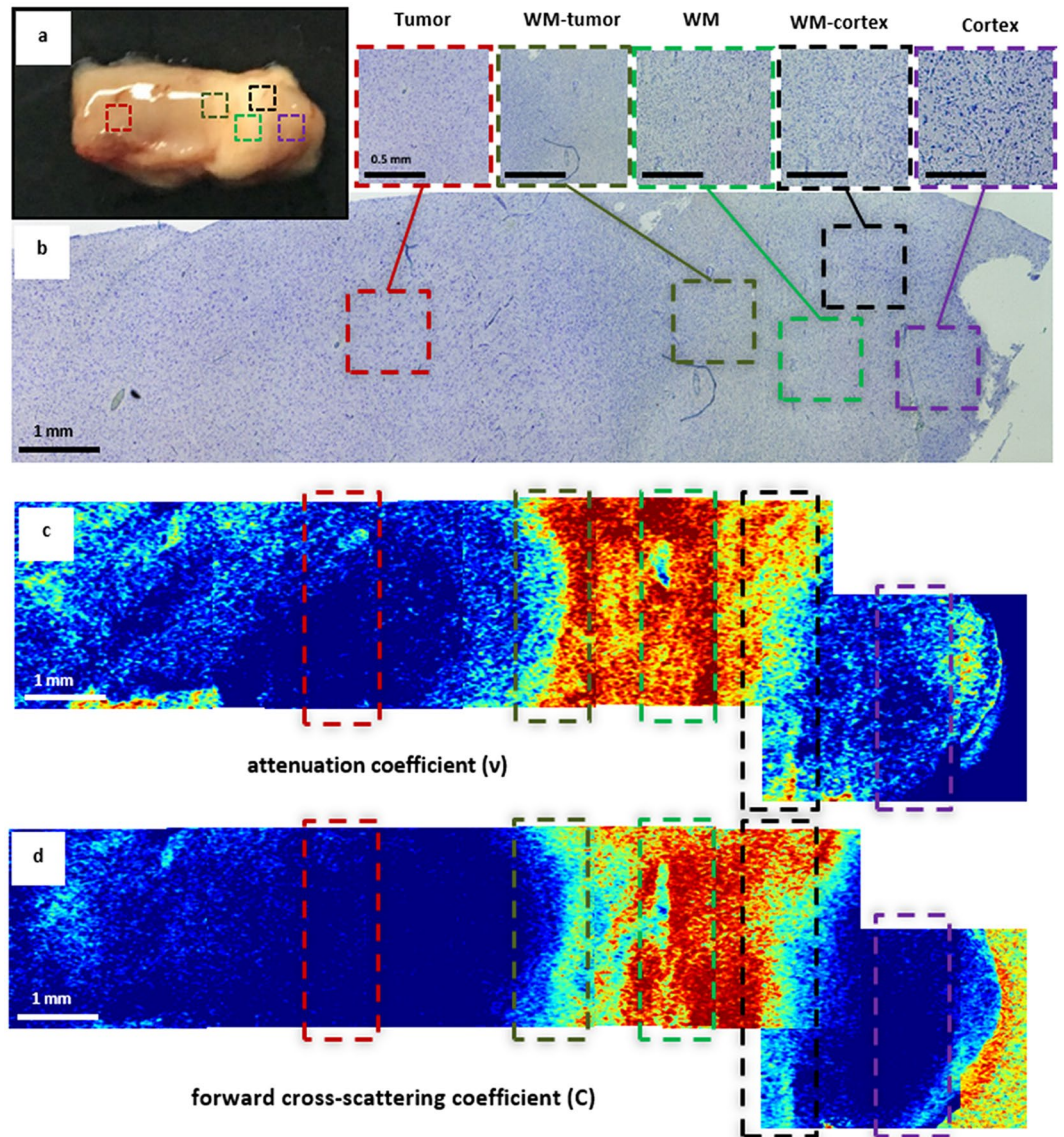 a
Tumor
WM-tumor
WM
WM-cortex
Cortex
0.5 mm
b
1 mm
c
1 mm
attenuation coefficient (ν)
d
1 mm
forward cross-scattering coefficient (C)